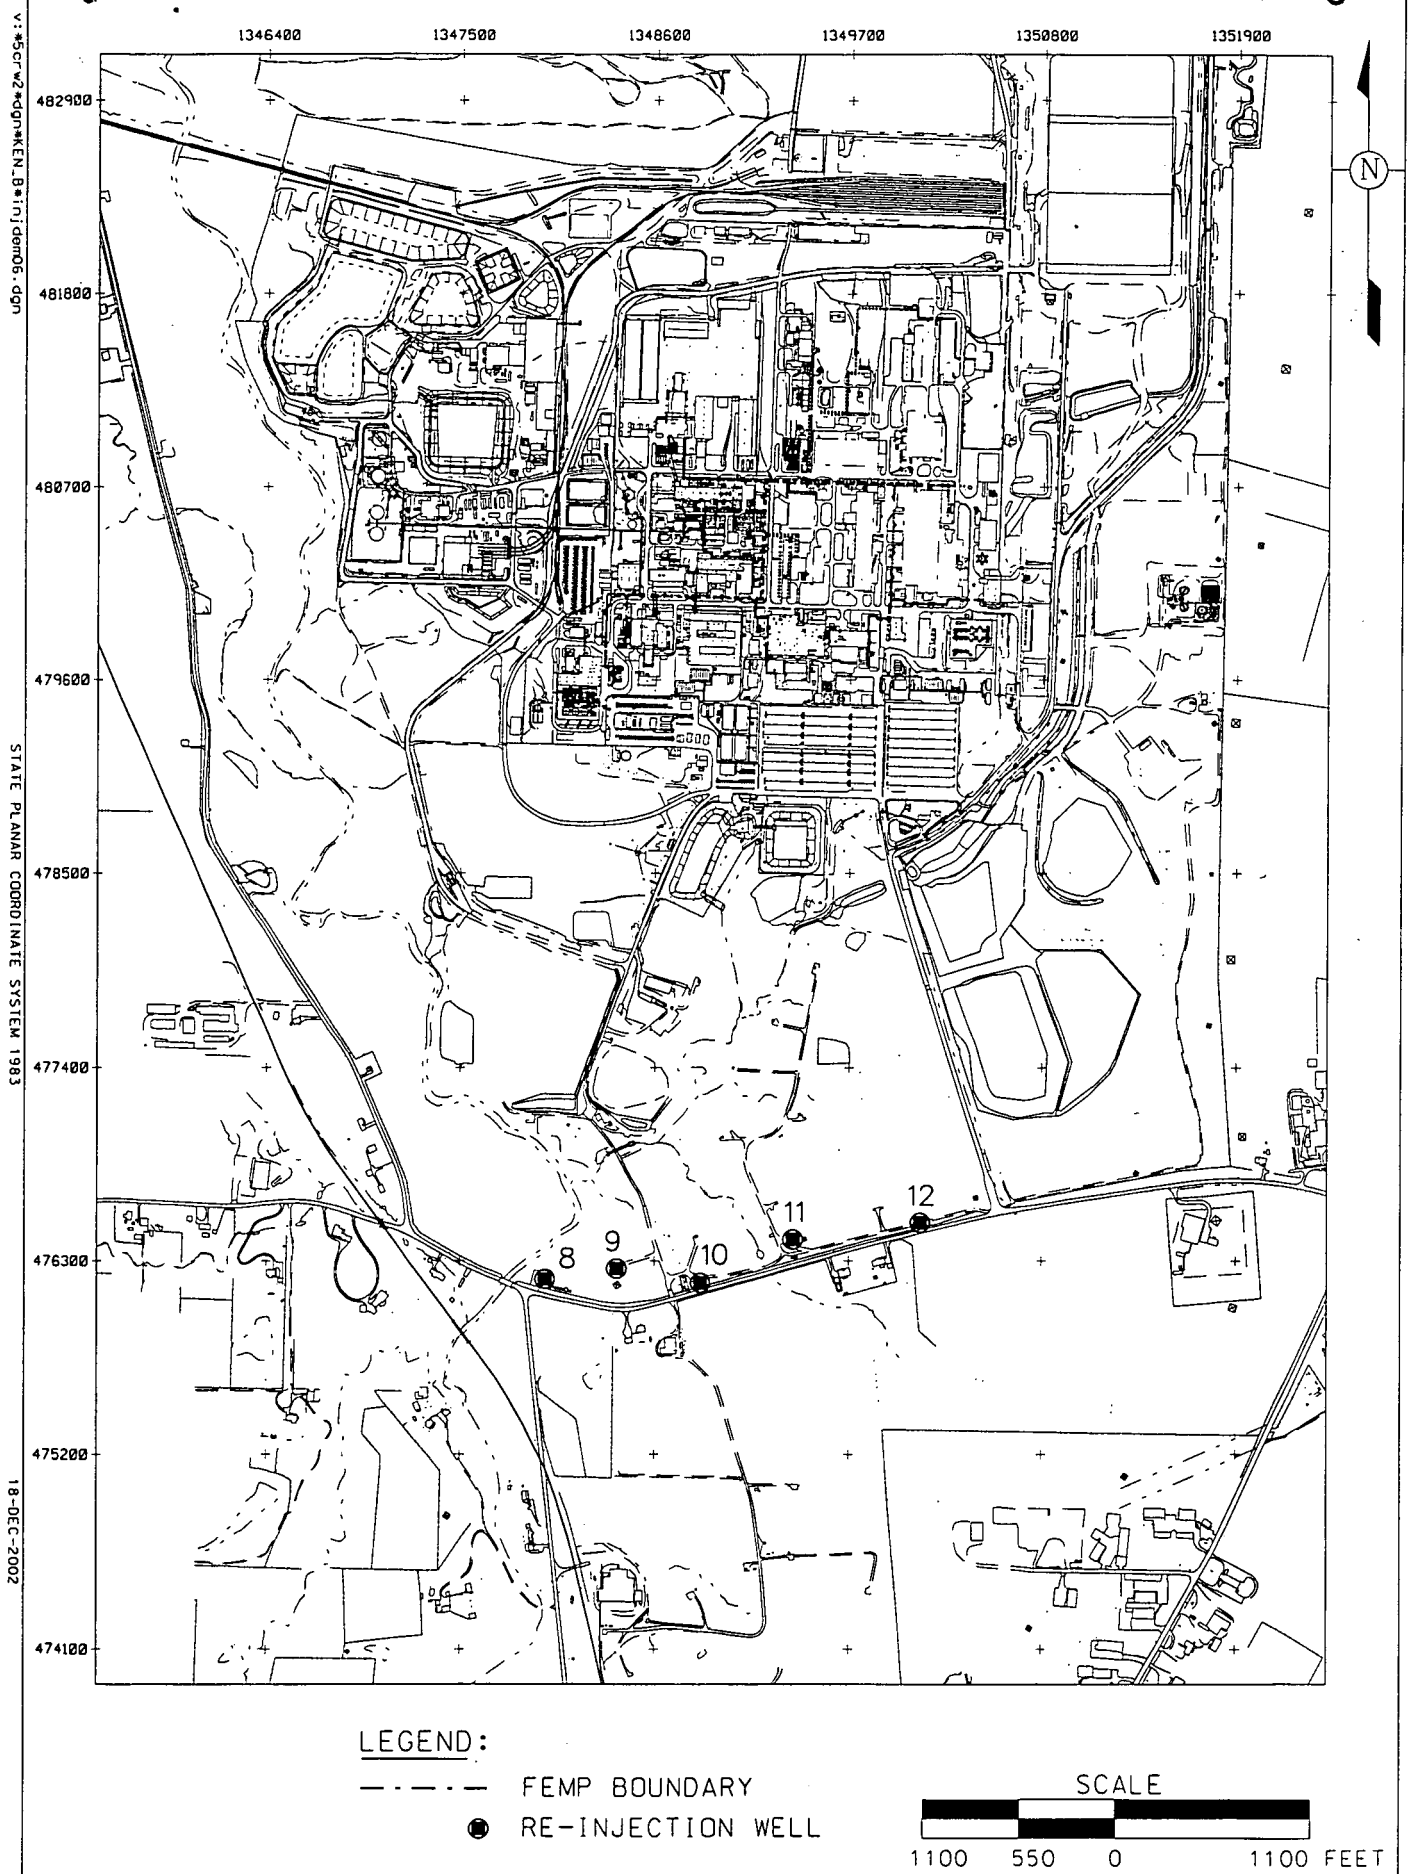 1346400 1347500 1348600 1349700 1350800 1351900
482900
N
481800
480700
479600
478500
477400
476300
475200
474100
8
9
10
11
12
STATE PLANAR COORDINATE SYSTEM 1983
18-DEC-2002
LEGEND:
FEMP BOUNDARY
RE-INJECTION WELL
SCALE
1100 550 0 1100 FEET